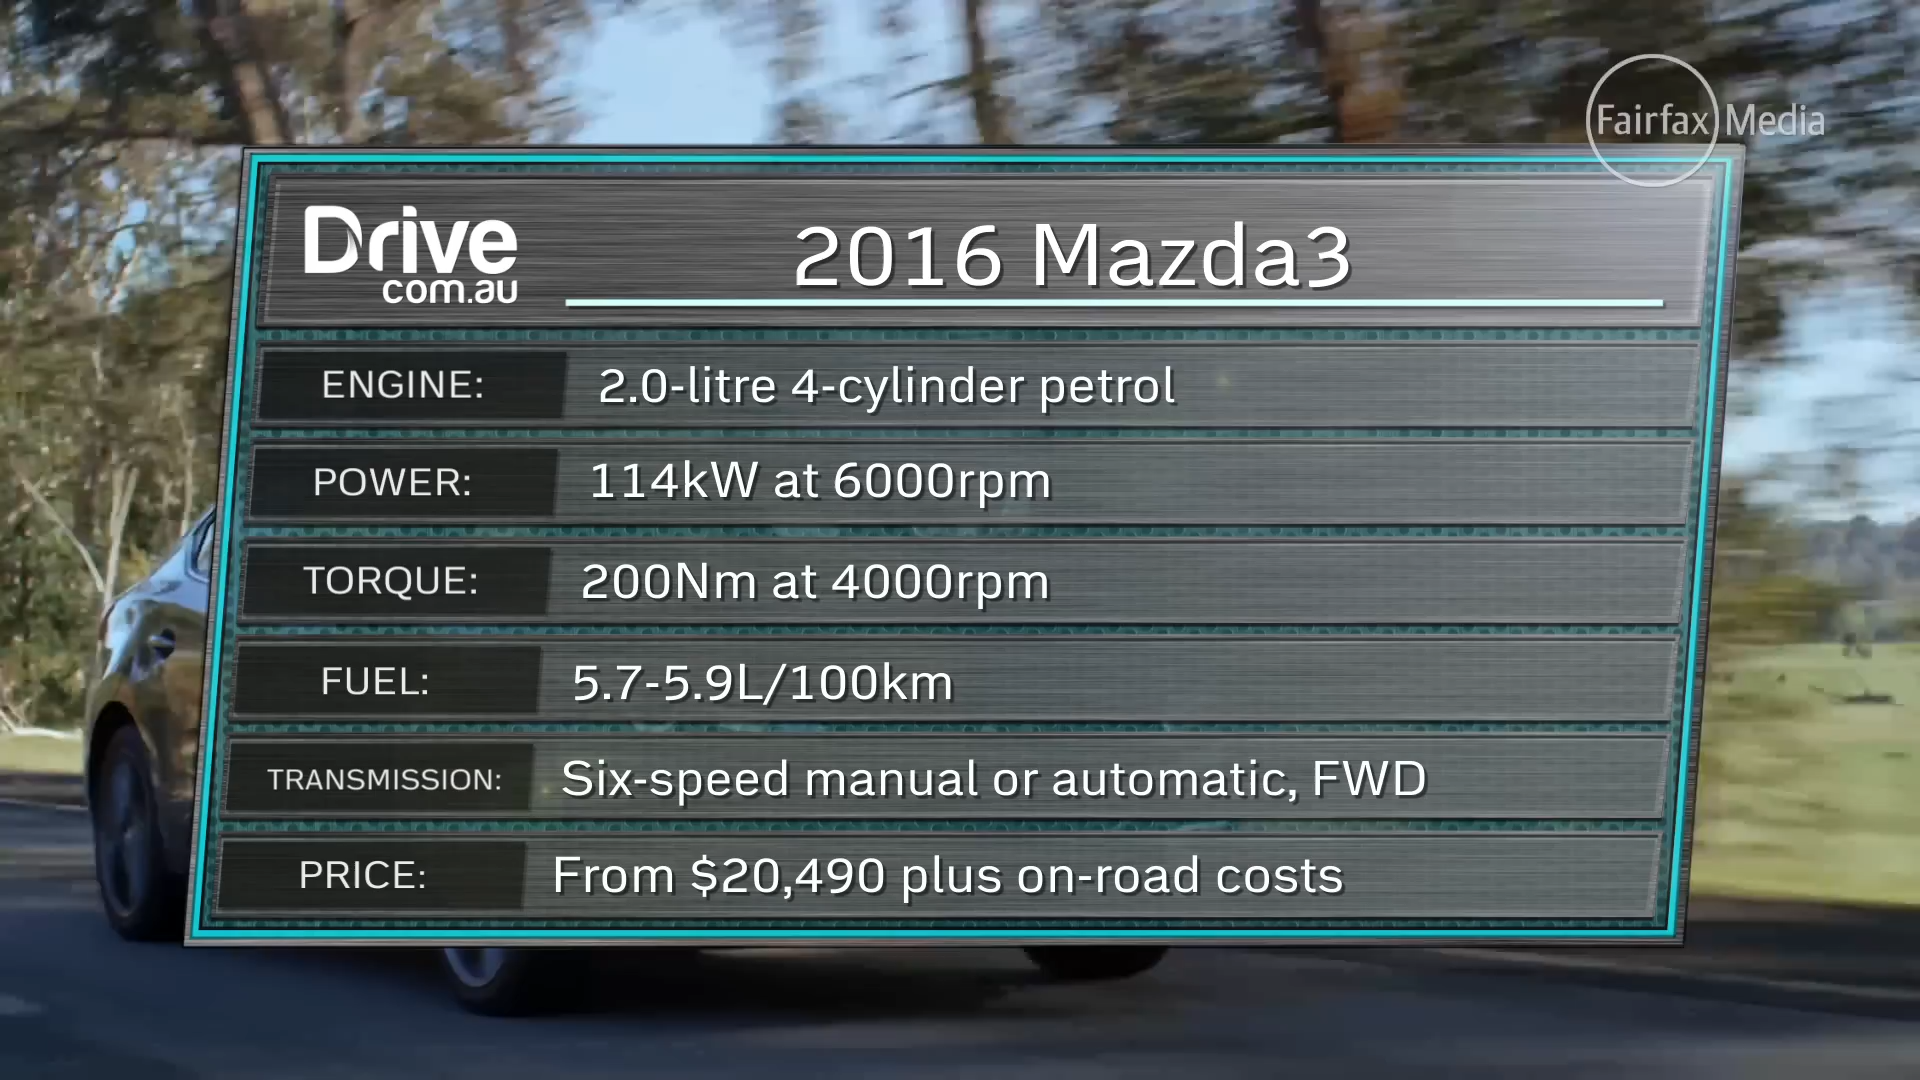 Fairfax Media
Drive
com.au
2016 Mazda3
ENGINE: 2.0-litre 4-cylinder petrol
POWER: 114kW at 6000rpm
TORQUE: 200Nm at 4000rpm
FUEL: 5.7-5.9L/100km
TRANSMISSION: Six-speed manual or automatic, FWD
PRICE: From $20,490 plus on-road costs